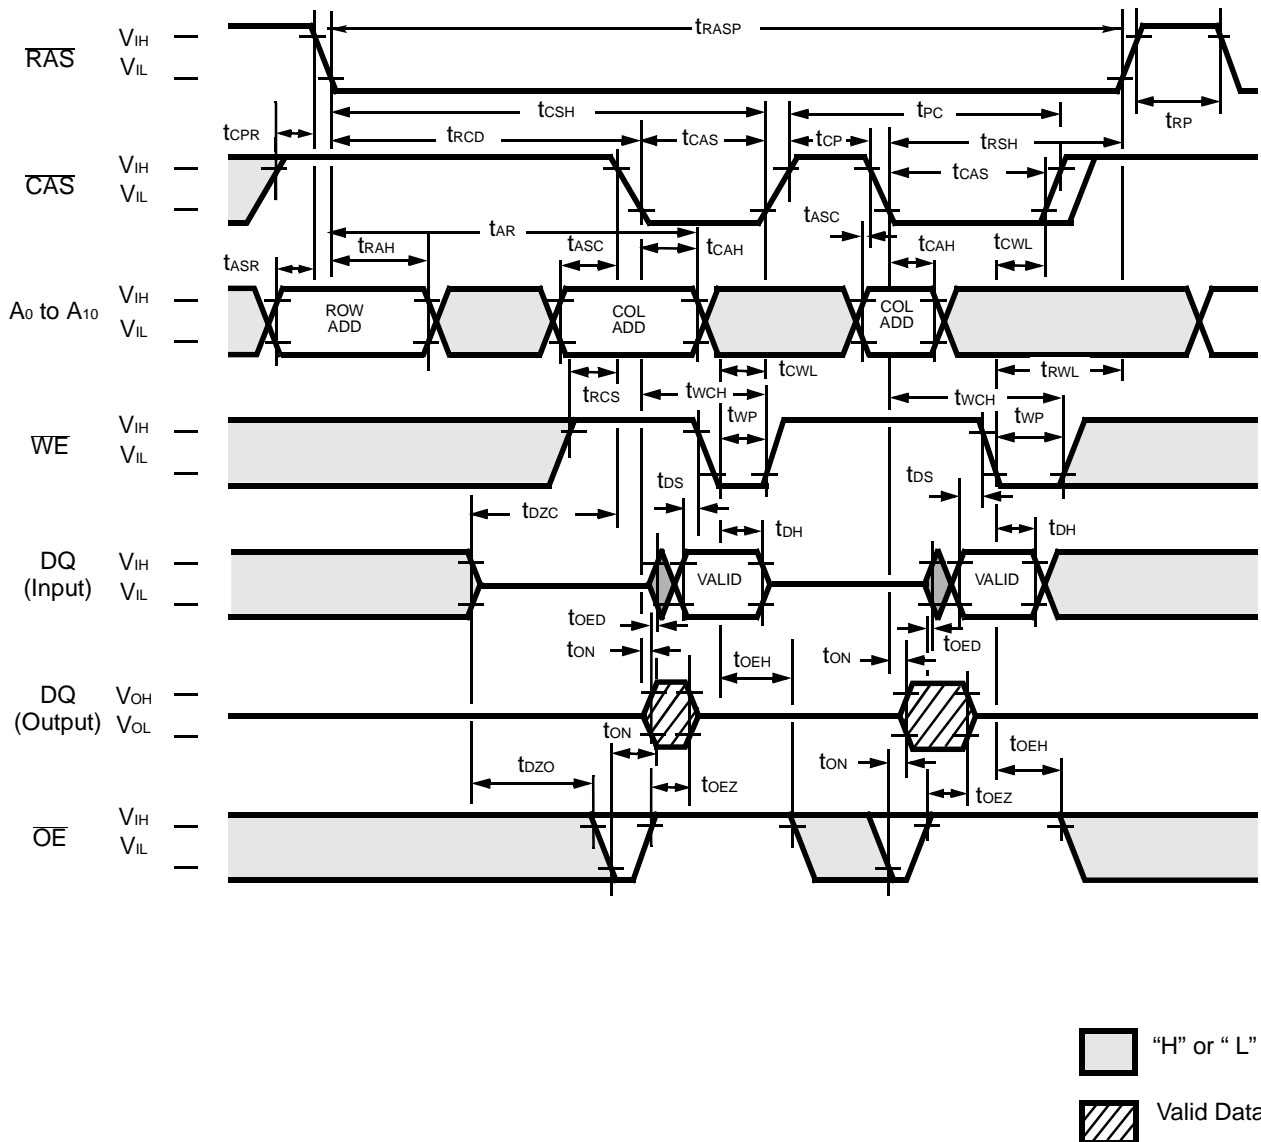 tRASP
RAS
VIH
VIL
tCSH
tPC
tRP
tCPR
tRCD
tCAS
tCP
tRSH
CAS
VIH
VIL
tCAS
tASC
tAR
tRAH
tASC
tCAH
tCAH
tCWL
tASR
A0 to A10
VIH
VIL
ROW
ADD
COL
ADD
COL
ADD
tRCS
tCWL
tWCH
tRWL
tWCH
tWP
tWP
WE
VIH
VIL
tDS
tDS
tDZC
tDH
tDH
DQ
(Input)
VIH
VIL
VALID
VALID
tOED
tOED
tON
tOEH
tON
DQ
(Output)
VOH
VOL
tON
tON
tOEH
tDZO
tOEZ
tOEZ
OE
VIH
VIL
“H” or “ L”
Valid Data